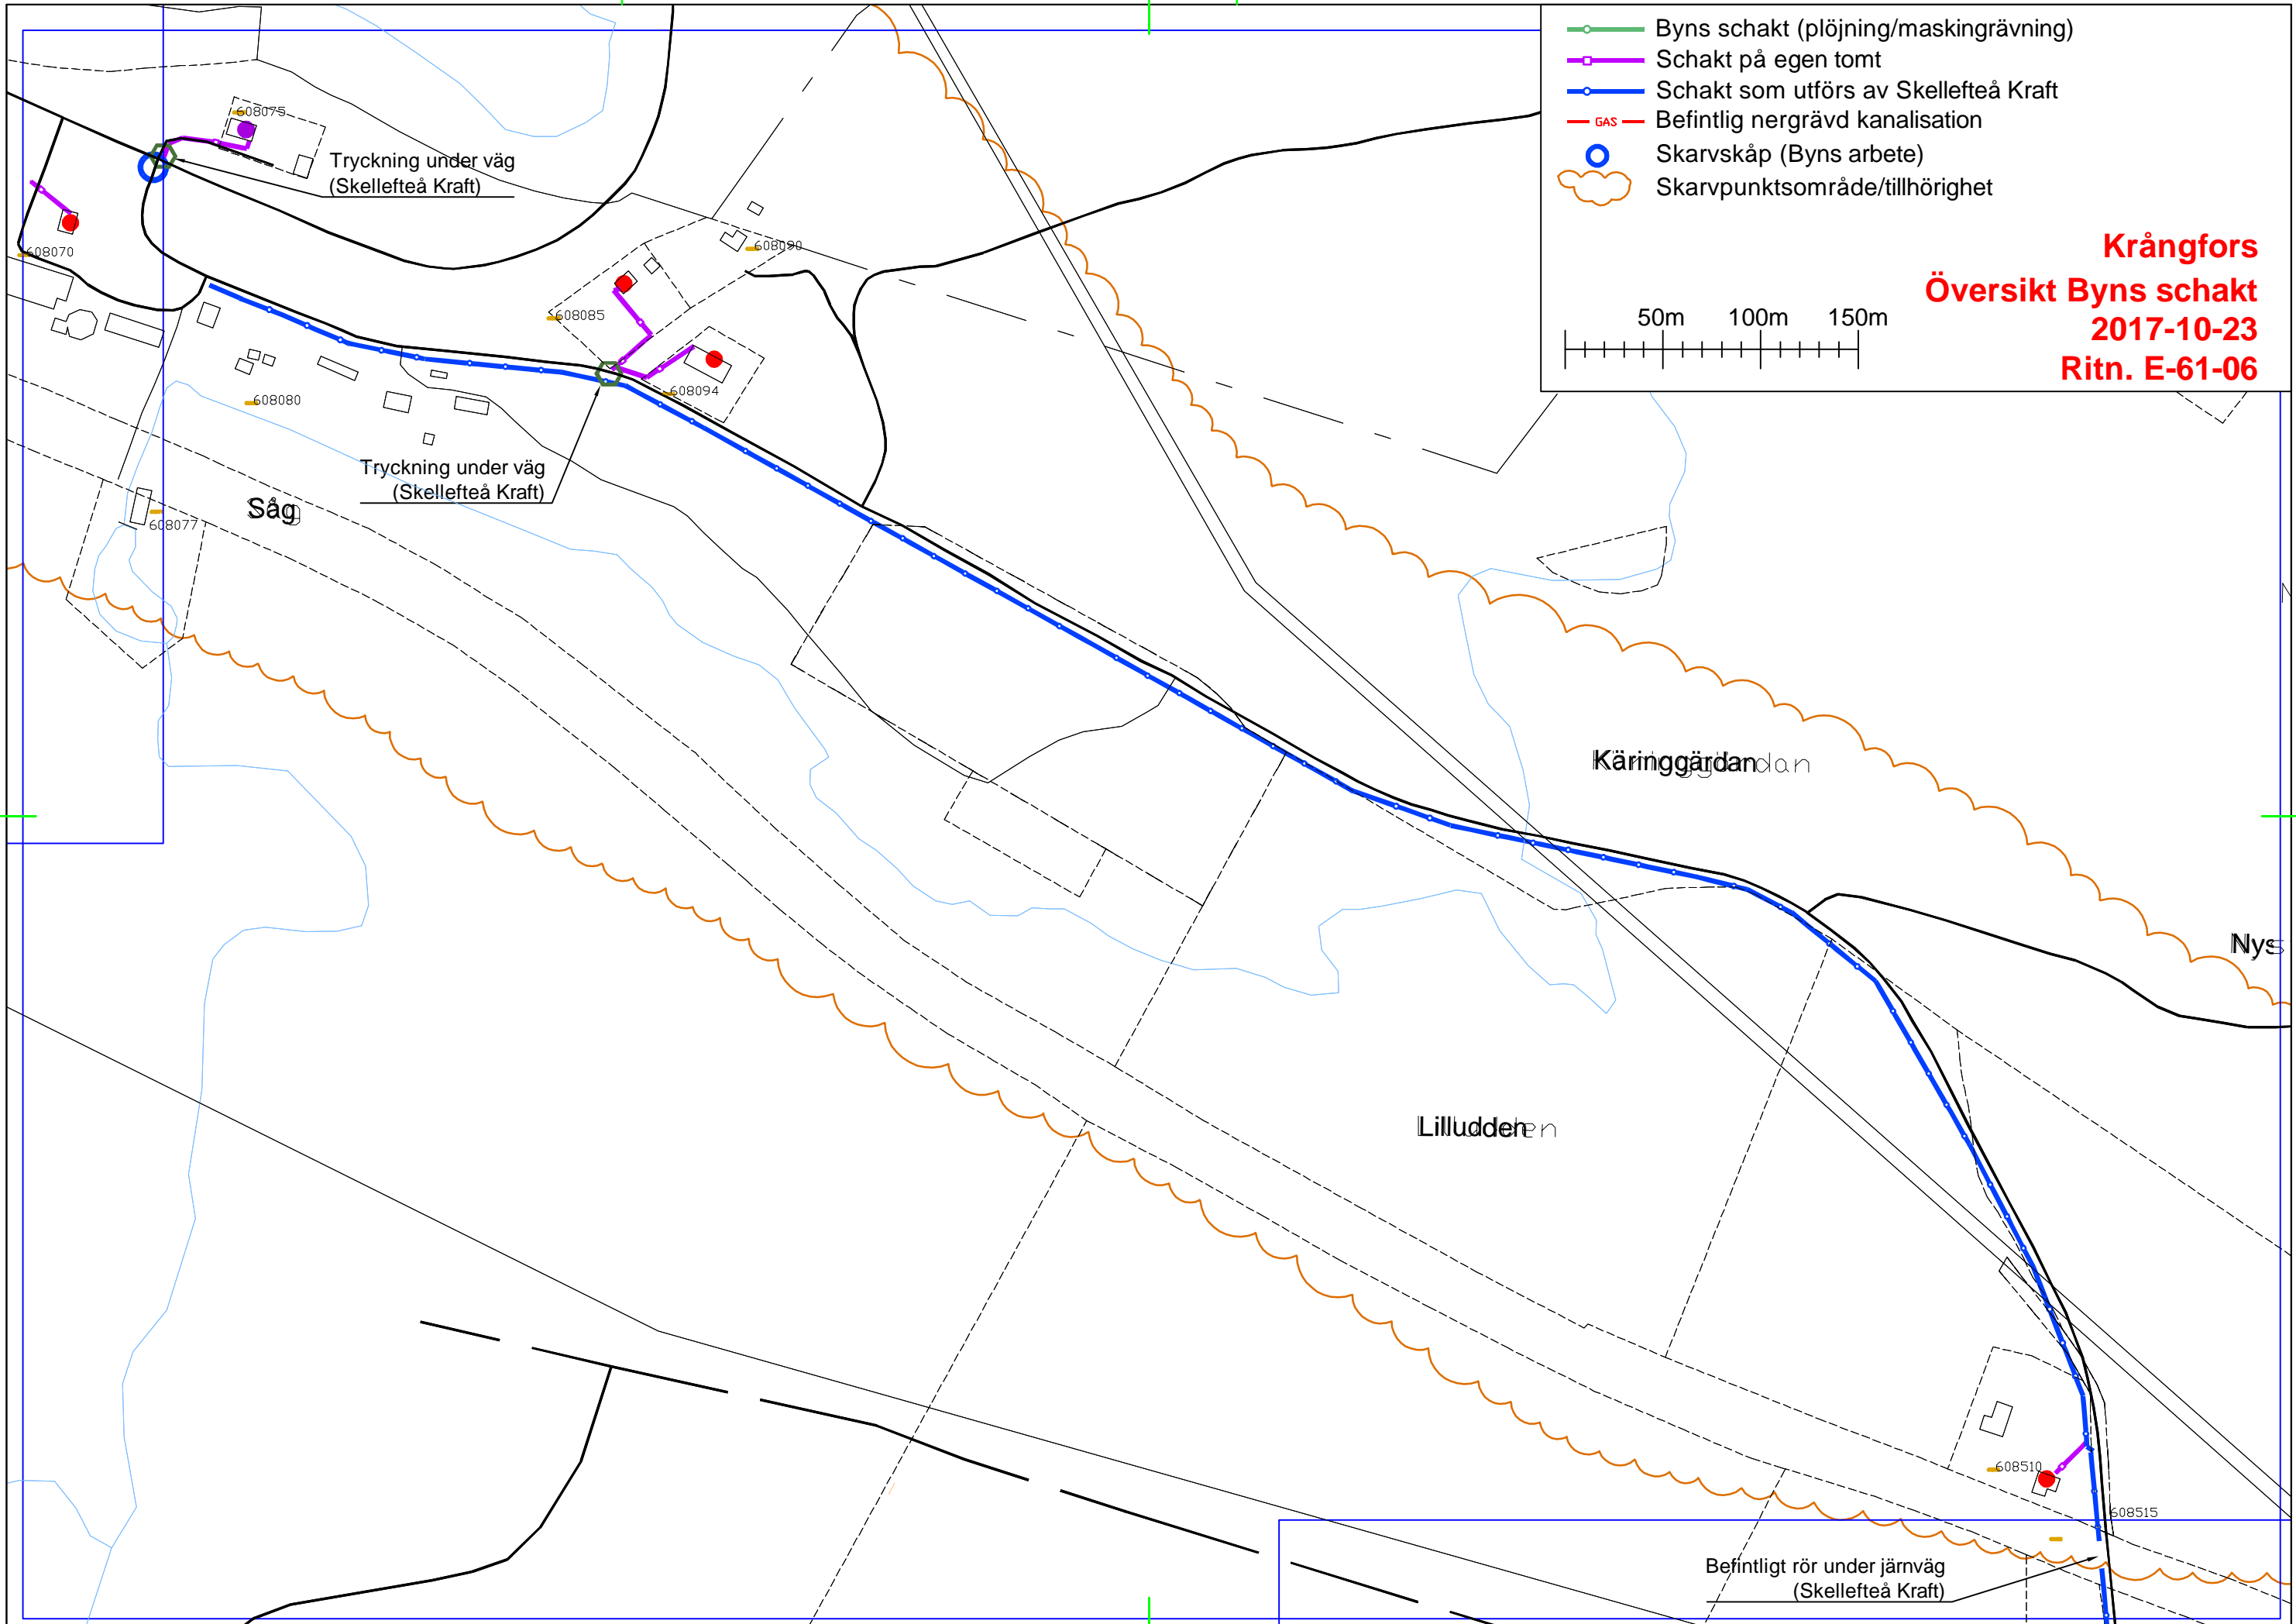 Byns schakt (plöjning/maskingrävning)
Schakt på egen tomt
Schakt som utförs av Skellefteå Kraft
GAS
Befintlig nergrävd kanalisation
Skarvskåp (Byns arbete)
Skarvpunktsområde/tillhörighet
Krångfors
Översikt Byns schakt
2017-10-23
Ritn. E-61-06
50m 100m 150m
608075
Tryckning under väg
(Skellefteå Kraft)
608070
608090
608085
608094
608080
Tryckning under väg
(Skellefteå Kraft)
Såg
608077
Käringgärdan
Nys
Lilludden
608510
608515
Befintligt rör under järnväg
(Skellefteå Kraft)